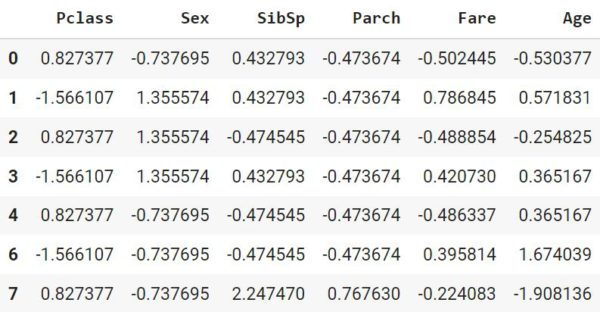 Pclass Sex SibSp Parch Fare Age
0 0.827377 -0.737695 0.432793 -0.473674 -0.502445 -0.530377
1 -1.566107 1.355574 0.432793 -0.473674 0.786845 0.571831
2 0.827377 1.355574 -0.474545 -0.473674 -0.488854 -0.254825
3 -1.566107 1.355574 0.432793 -0.473674 0.420730 0.365167
4 0.827377 -0.737695 -0.474545 -0.473674 -0.486337 0.365167
6 -1.566107 -0.737695 -0.474545 -0.473674 0.395814 1.674039
7 0.827377 -0.737695 2.247470 0.767630 -0.224083 -1.908136